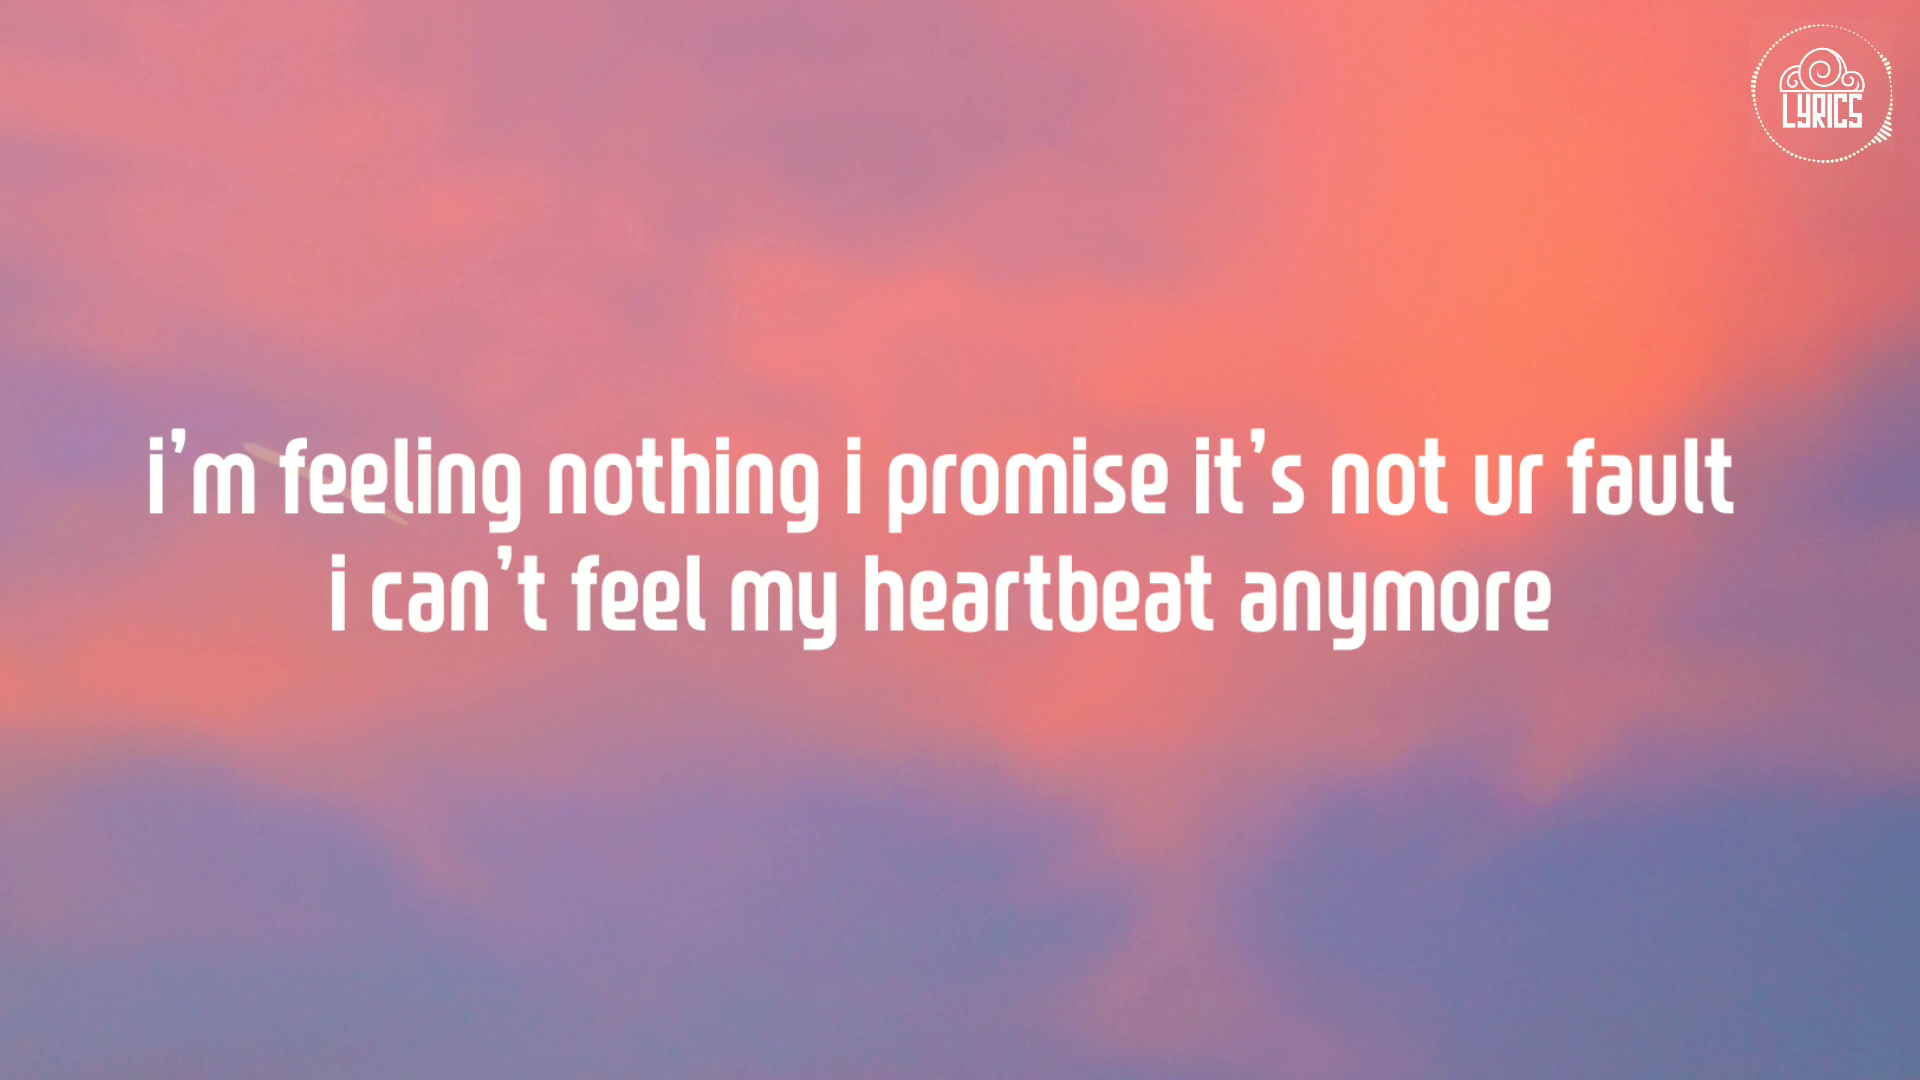 LYRICS
i’m feeling nothing i promise it’s not ur fault
i can’t feel my heartbeat anymore